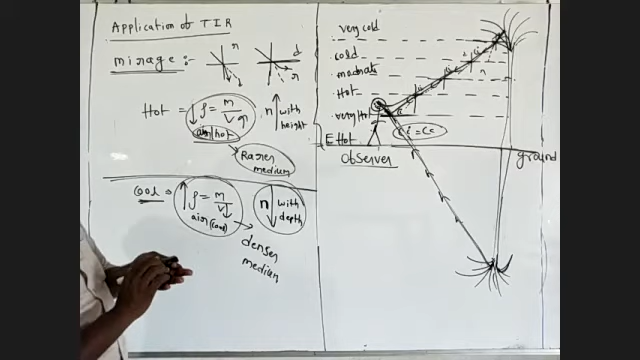 Application of TIR
mirage :-
n
d
r
Hot = ↓ ρ = m/V↑
air/hot
n ↑ with height
Rarer medium
Cool = ↑ ρ = m/V↓
air(cool)
n ↓ with depth
denser medium
very cold
cold
moderate
Hot
very Hot
E Hot
i = c
Observer
ground